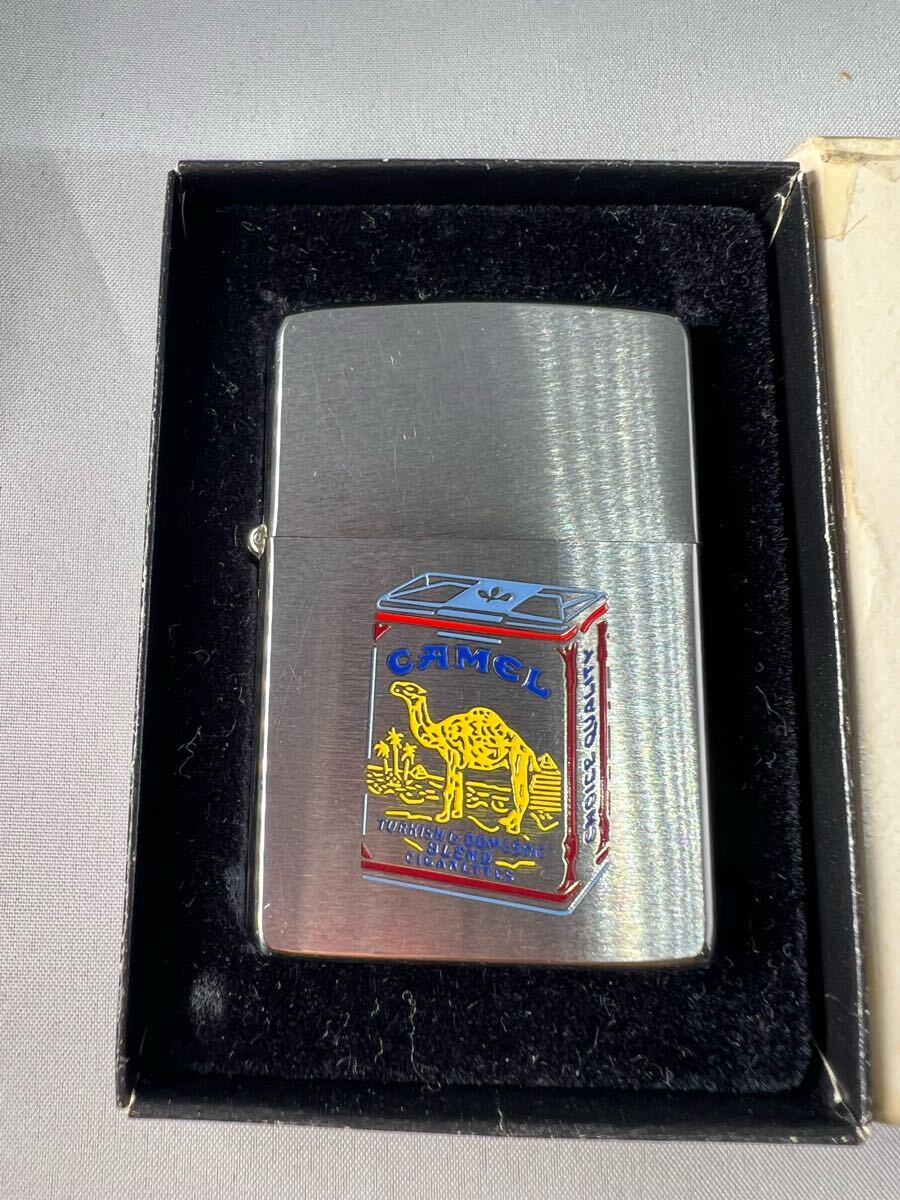 CAMEL
TURKISH & DOMESTIC
BLEND
CIGARETTES
CHOICE QUALITY